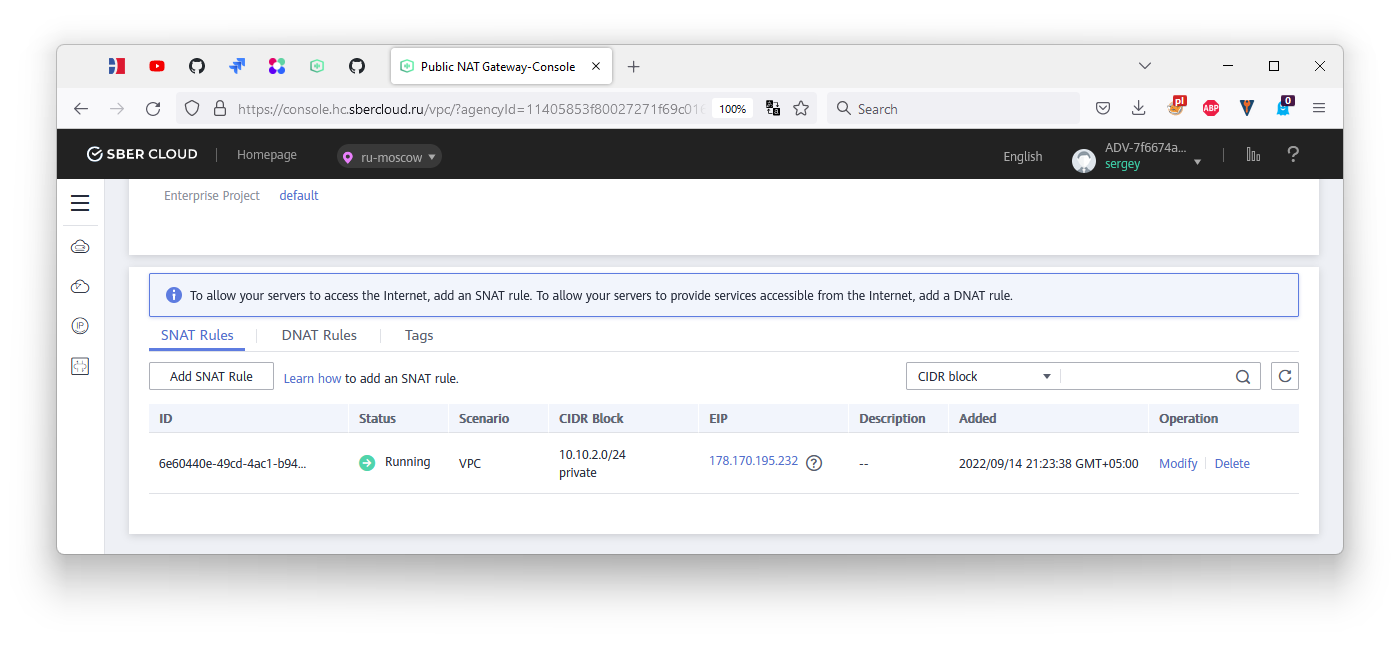 Public NAT Gateway-Console
https://console.hc.sbercloud.ru/vpc/?agencyId=11405853f80027271f69c016
100%
Search
pl
ABP
0
SBER CLOUD
Homepage
ru-moscow
English
ADV-7f6674a...
sergey
?
Enterprise Project default
To allow your servers to access the Internet, add an SNAT rule. To allow your servers to provide services accessible from the Internet, add a DNAT rule.
IP
SNAT Rules
DNAT Rules
Tags
Add SNAT Rule
Learn how to add an SNAT rule.
CIDR block
ID Status Scenario CIDR Block EIP Description Added Operation
6e60440e-49cd-4ac1-b94... Running VPC 10.10.2.0/24 private 178.170.195.232 ? -- 2022/09/14 21:23:38 GMT+05:00 Modify Delete